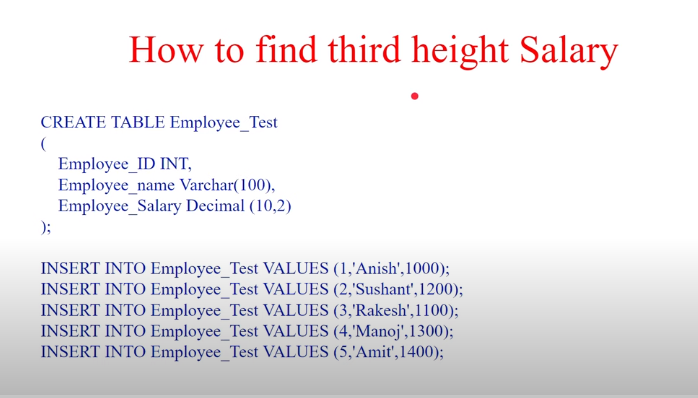 How to find third height Salary
CREATE TABLE Employee_Test
(
Employee_ID INT,
Employee_name Varchar(100),
Employee_Salary Decimal (10,2)
);
INSERT INTO Employee_Test VALUES (1,'Anish',1000);
INSERT INTO Employee_Test VALUES (2,'Sushant',1200);
INSERT INTO Employee_Test VALUES (3,'Rakesh',1100);
INSERT INTO Employee_Test VALUES (4,'Manoj',1300);
INSERT INTO Employee_Test VALUES (5,'Amit',1400);